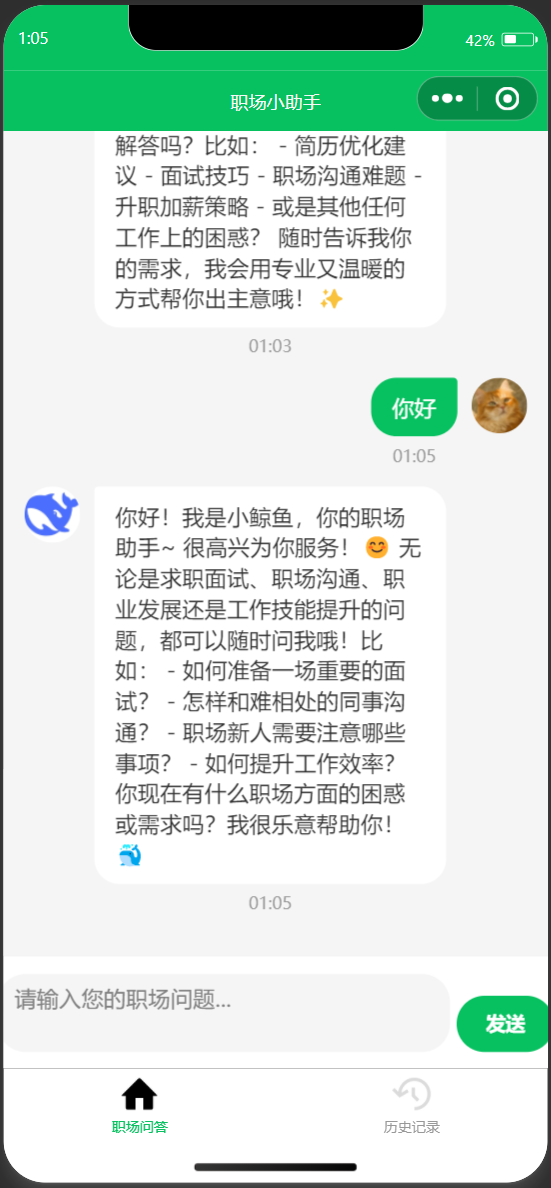 1:05
42%
职场小助手
解答吗？比如： - 简历优化建
议 - 面试技巧 - 职场沟通难题 -
升职加薪策略 - 或是其他任何
工作上的困惑？ 随时告诉我你
的需求，我会用专业又温暖的
方式帮你出主意哦！✨
01:03
你好
01:05
你好！我是小鲸鱼，你的职场
助手~ 很高兴为你服务！😊 无
论是求职面试、职场沟通、职
业发展还是工作技能提升的问
题，都可以随时问我哦！比
如： - 如何准备一场重要的面
试？ - 怎样和难相处的同事沟
通？ - 职场新人需要注意哪些
事项？ - 如何提升工作效率？
你现在有什么职场方面的困惑
或需求吗？我很乐意帮助你！
🐳
01:05
请输入您的职场问题...
发送
职场问答
历史记录